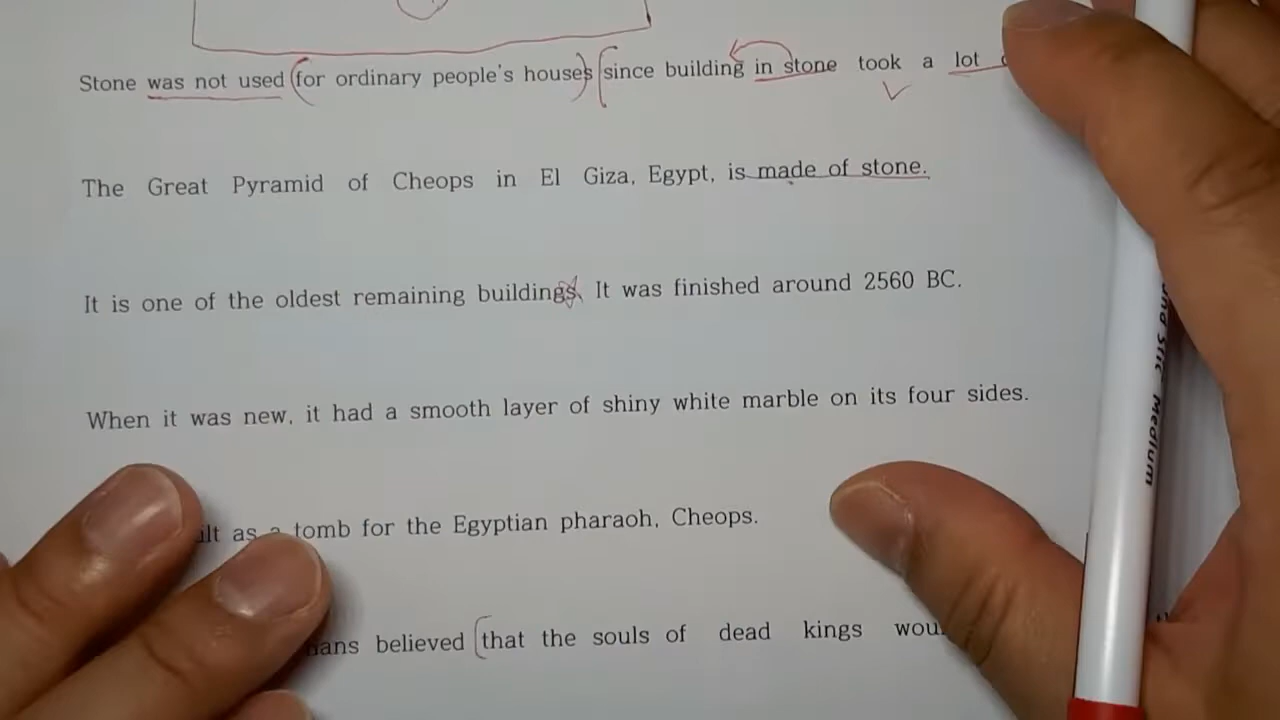 Stone was not used for ordinary people's houses since building in stone took a lot
The Great Pyramid of Cheops in El Giza, Egypt, is made of stone.
It is one of the oldest remaining buildings. It was finished around 2560 BC.
When it was new, it had a smooth layer of shiny white marble on its four sides.
as a tomb for the Egyptian pharaoh, Cheops.
believed that the souls of dead kings
Medium